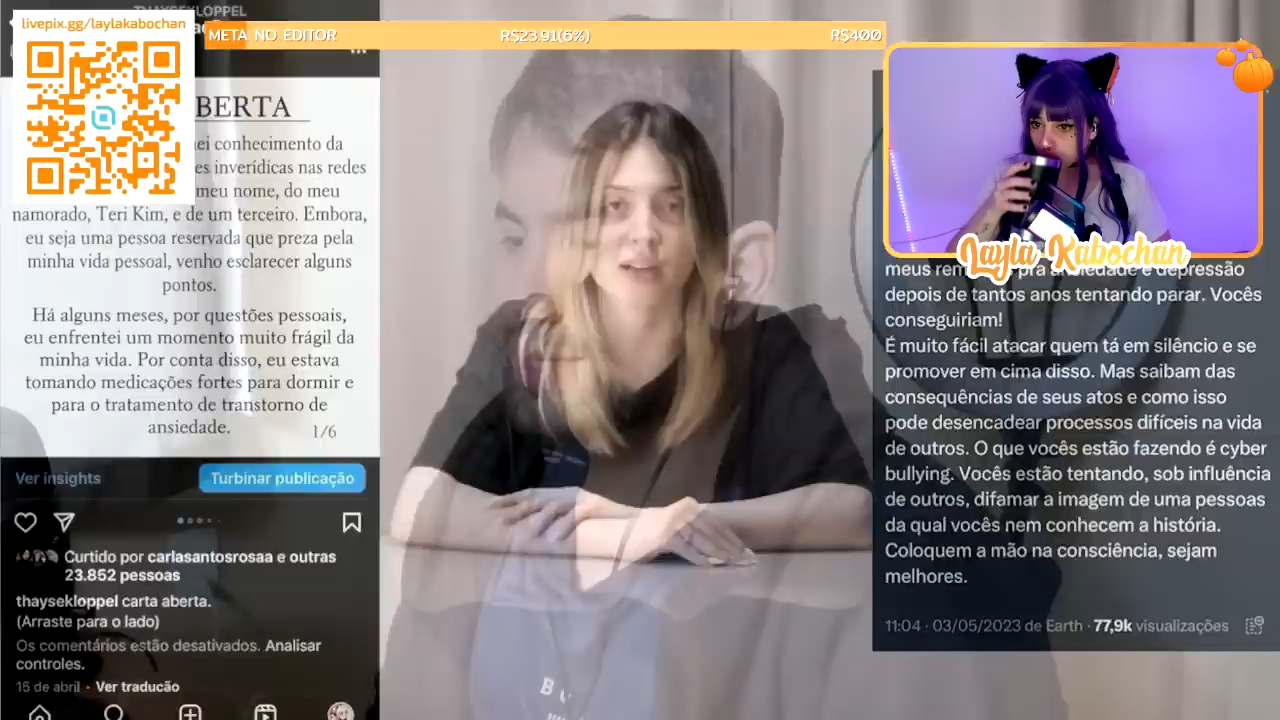 THAYSEKLOPPEL
livepix.gg/laylakabochan
META NO EDITOR
R$23.91(6%)
R$400
BERTA
ei conhecimento da
es inverídicas nas redes
meu nome, do meu
namorado, Teri Kim, e de um terceiro. Embora,
eu seja uma pessoa reservada que preza pela
minha vida pessoal, venho esclarecer alguns
pontos.
Há alguns meses, por questões pessoais,
eu enfrentei um momento muito frágil da
minha vida. Por conta disso, eu estava
tomando medicações fortes para dormir e
para o tratamento de transtorno de
ansiedade.
1/6
Ver insights
Turbinar publicação
Curtido por carlasantosrosaa e outras
23.852 pessoas
thaysekloppel carta aberta.
(Arraste para o lado)
Os comentários estão desativados. Analisar
controles.
15 de abril · Ver tradução
Layla Kabochan
meus rem pra ansiedade e depressão
depois de tantos anos tentando parar. Vocês
conseguiriam!
É muito fácil atacar quem tá em silêncio e se
promover em cima disso. Mas saibam das
consequências de seus atos e como isso
pode desencadear processos difíceis na vida
de outros. O que vocês estão fazendo é cyber
bullying. Vocês estão tentando, sob influência
de outros, difamar a imagem de uma pessoas
da qual vocês nem conhecem a história.
Coloquem a mão na consciência, sejam
melhores.
11:04 · 03/05/2023 de Earth · 77,9k visualizações